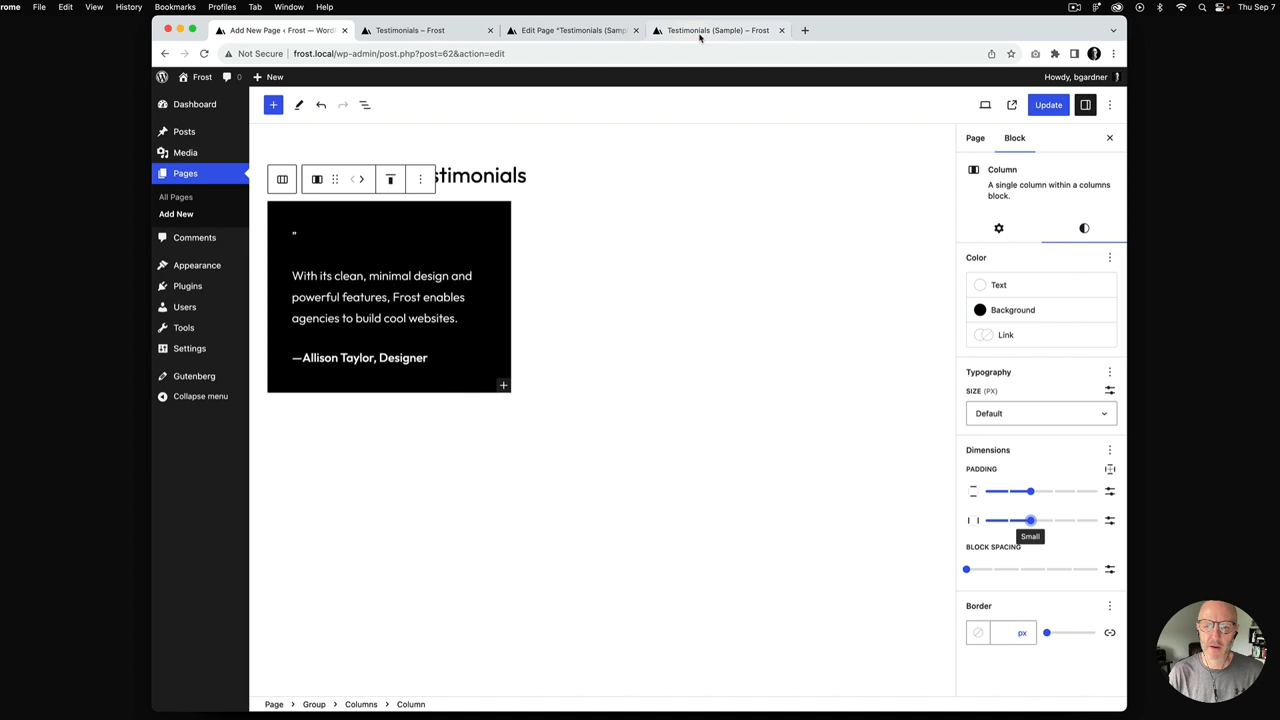 rome File Edit View History Bookmarks Profiles Tab Window Help Thu Sep 7
Add New Page ‹ Frost — Word Testimonials – Frost Edit Page "Testimonials (Samp Testimonials (Sample) – Frost
Not Secure frost.local/wp-admin/post.php?post=62&action=edit
Frost 0 New Howdy, bgardner
Dashboard
Posts
Media
Pages
All Pages
Add New
Comments
Appearance
Plugins
Users
Tools
Settings
Gutenberg
Collapse menu
Update
stimonials
"
With its clean, minimal design and
powerful features, Frost enables
agencies to build cool websites.
—Allison Taylor, Designer
Page Block
Column
A single column within a columns
block.
Color
Text
Background
Link
Typography
SIZE (PX)
Default
Dimensions
PADDING
Small
BLOCK SPACING
Border
px
Page > Group > Columns > Column